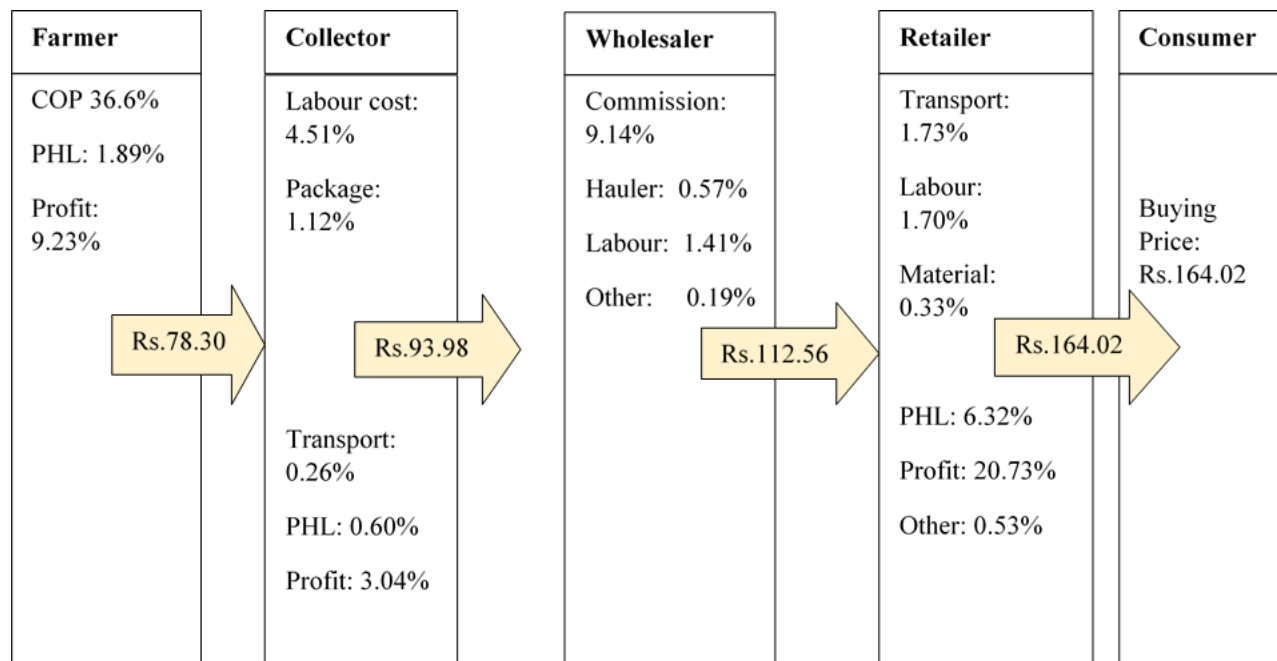 Farmer
COP 36.6%
PHL: 1.89%
Profit:
9.23%
Rs.78.30
Collector
Labour cost:
4.51%
Package:
1.12%
Rs.93.98
Transport:
0.26%
PHL: 0.60%
Profit: 3.04%
Wholesaler
Commission:
9.14%
Hauler: 0.57%
Labour: 1.41%
Other: 0.19%
Rs.112.56
Retailer
Transport:
1.73%
Labour:
1.70%
Material:
0.33%
Rs.164.02
PHL: 6.32%
Profit: 20.73%
Other: 0.53%
Consumer
Buying
Price:
Rs.164.02